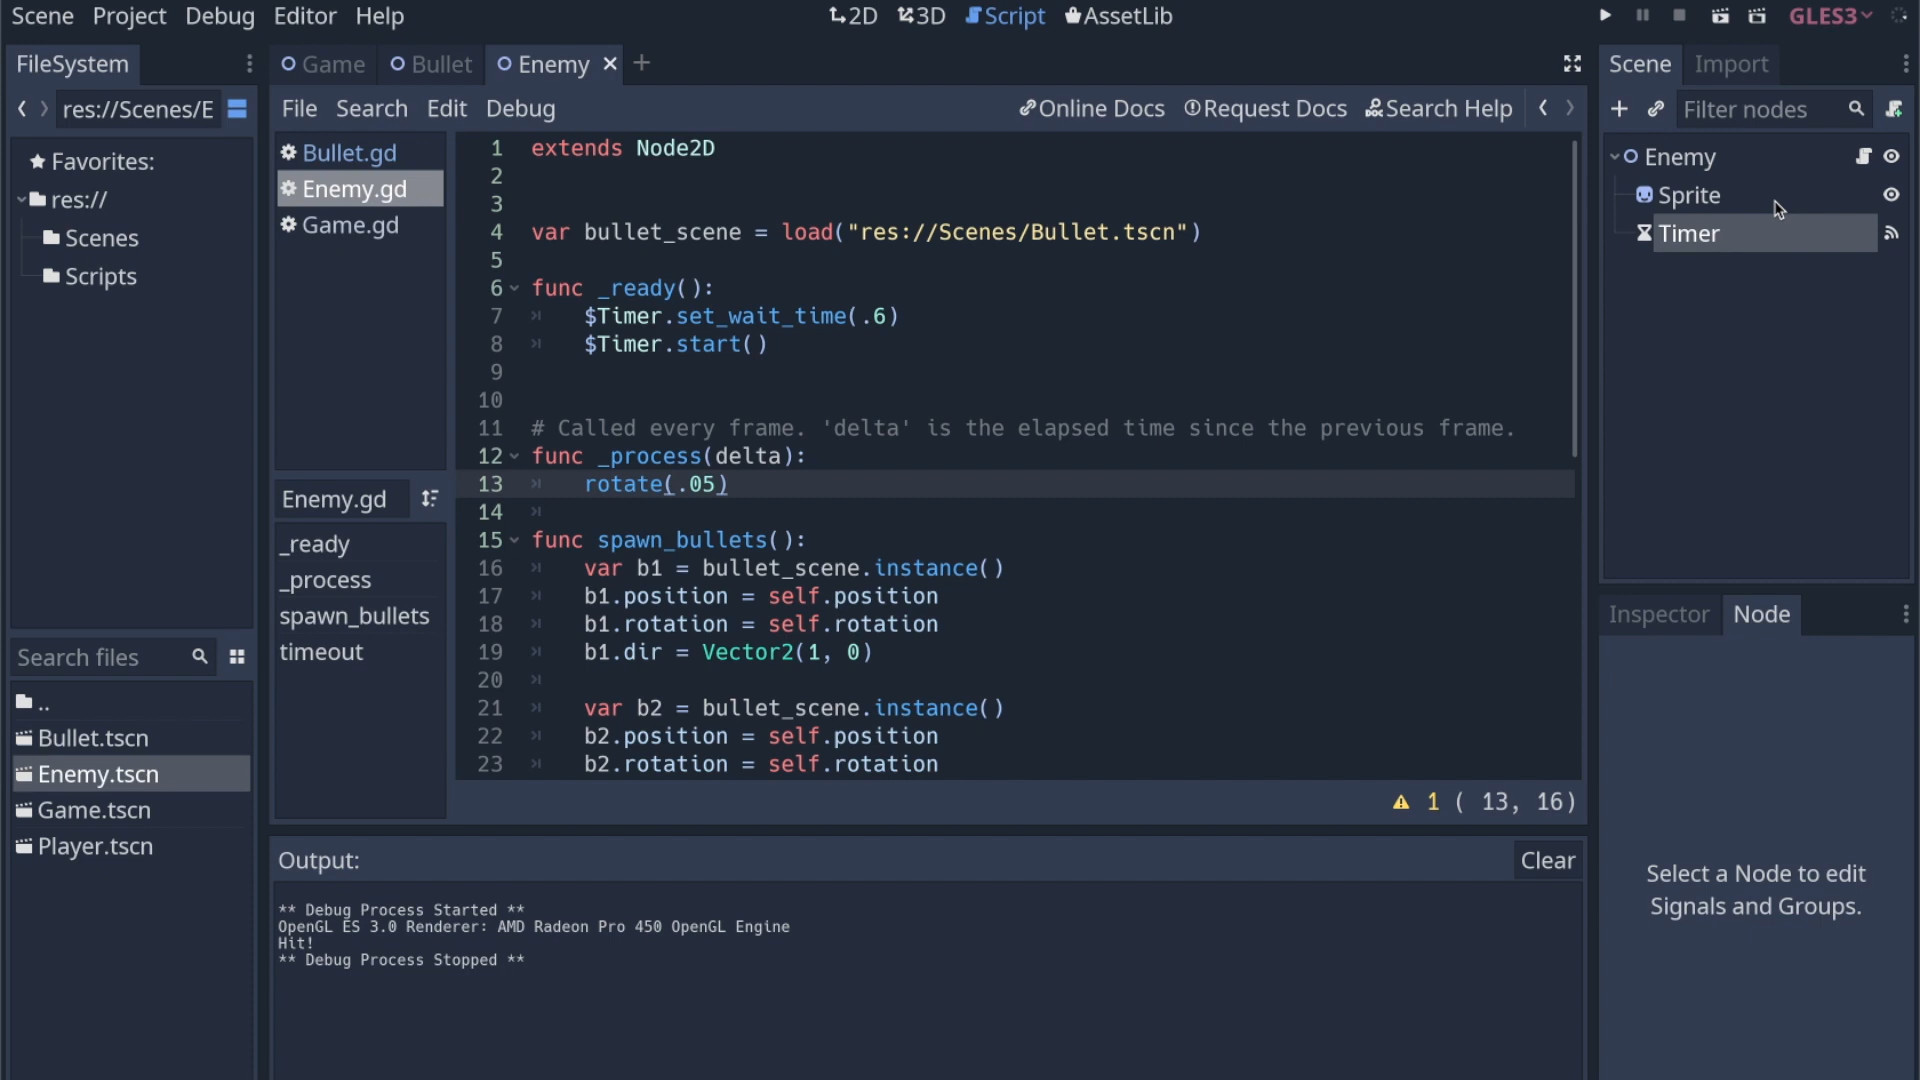 Scene Project Debug Editor Help
2D 3D Script AssetLib
GLES3
FileSystem
res://Scenes/E
Favorites:
res://
Scenes
Scripts
Search files
..
Bullet.tscn
Enemy.tscn
Game.tscn
Player.tscn
Game Bullet Enemy
File Search Edit Debug
Online Docs Request Docs Search Help
Bullet.gd
Enemy.gd
Game.gd
Enemy.gd
_ready
_process
spawn_bullets
timeout
1 extends Node2D
2
3
4 var bullet_scene = load("res://Scenes/Bullet.tscn")
5
6 func _ready():
7 $Timer.set_wait_time(.6)
8 $Timer.start()
9
10
11 # Called every frame. 'delta' is the elapsed time since the previous frame.
12 func _process(delta):
13 rotate(.05)
14
15 func spawn_bullets():
16 var b1 = bullet_scene.instance()
17 b1.position = self.position
18 b1.rotation = self.rotation
19 b1.dir = Vector2(1, 0)
20
21 var b2 = bullet_scene.instance()
22 b2.position = self.position
23 b2.rotation = self.rotation
1 ( 13, 16)
Output:
Clear
** Debug Process Started **
OpenGL ES 3.0 Renderer: AMD Radeon Pro 450 OpenGL Engine
Hit!
** Debug Process Stopped **
Scene Import
Filter nodes
Enemy
Sprite
Timer
Inspector Node
Select a Node to edit
Signals and Groups.